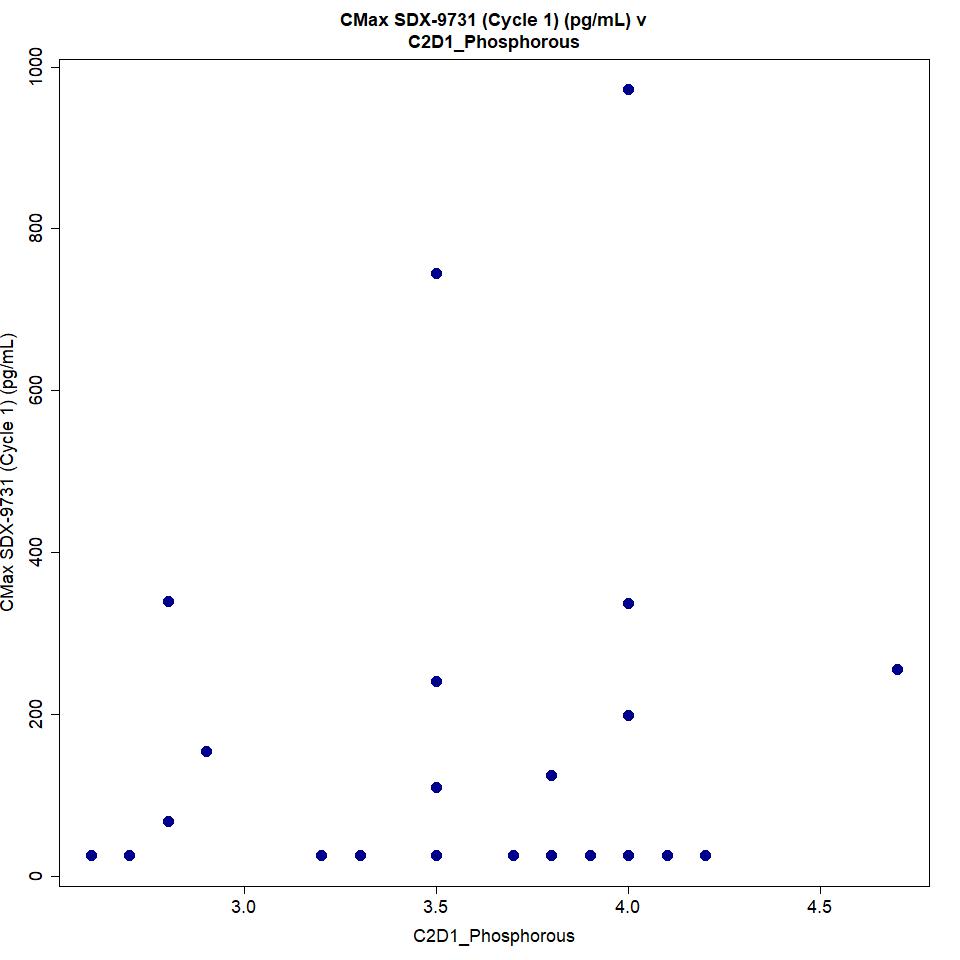 CMax SDX-9731 (Cycle 1) (pg/mL) v
C2D1_Phosphorous
1000
800
600
400
200
0
CMax SDX-9731 (Cycle 1) (pg/mL)
3.0 3.5 4.0 4.5
C2D1_Phosphorous